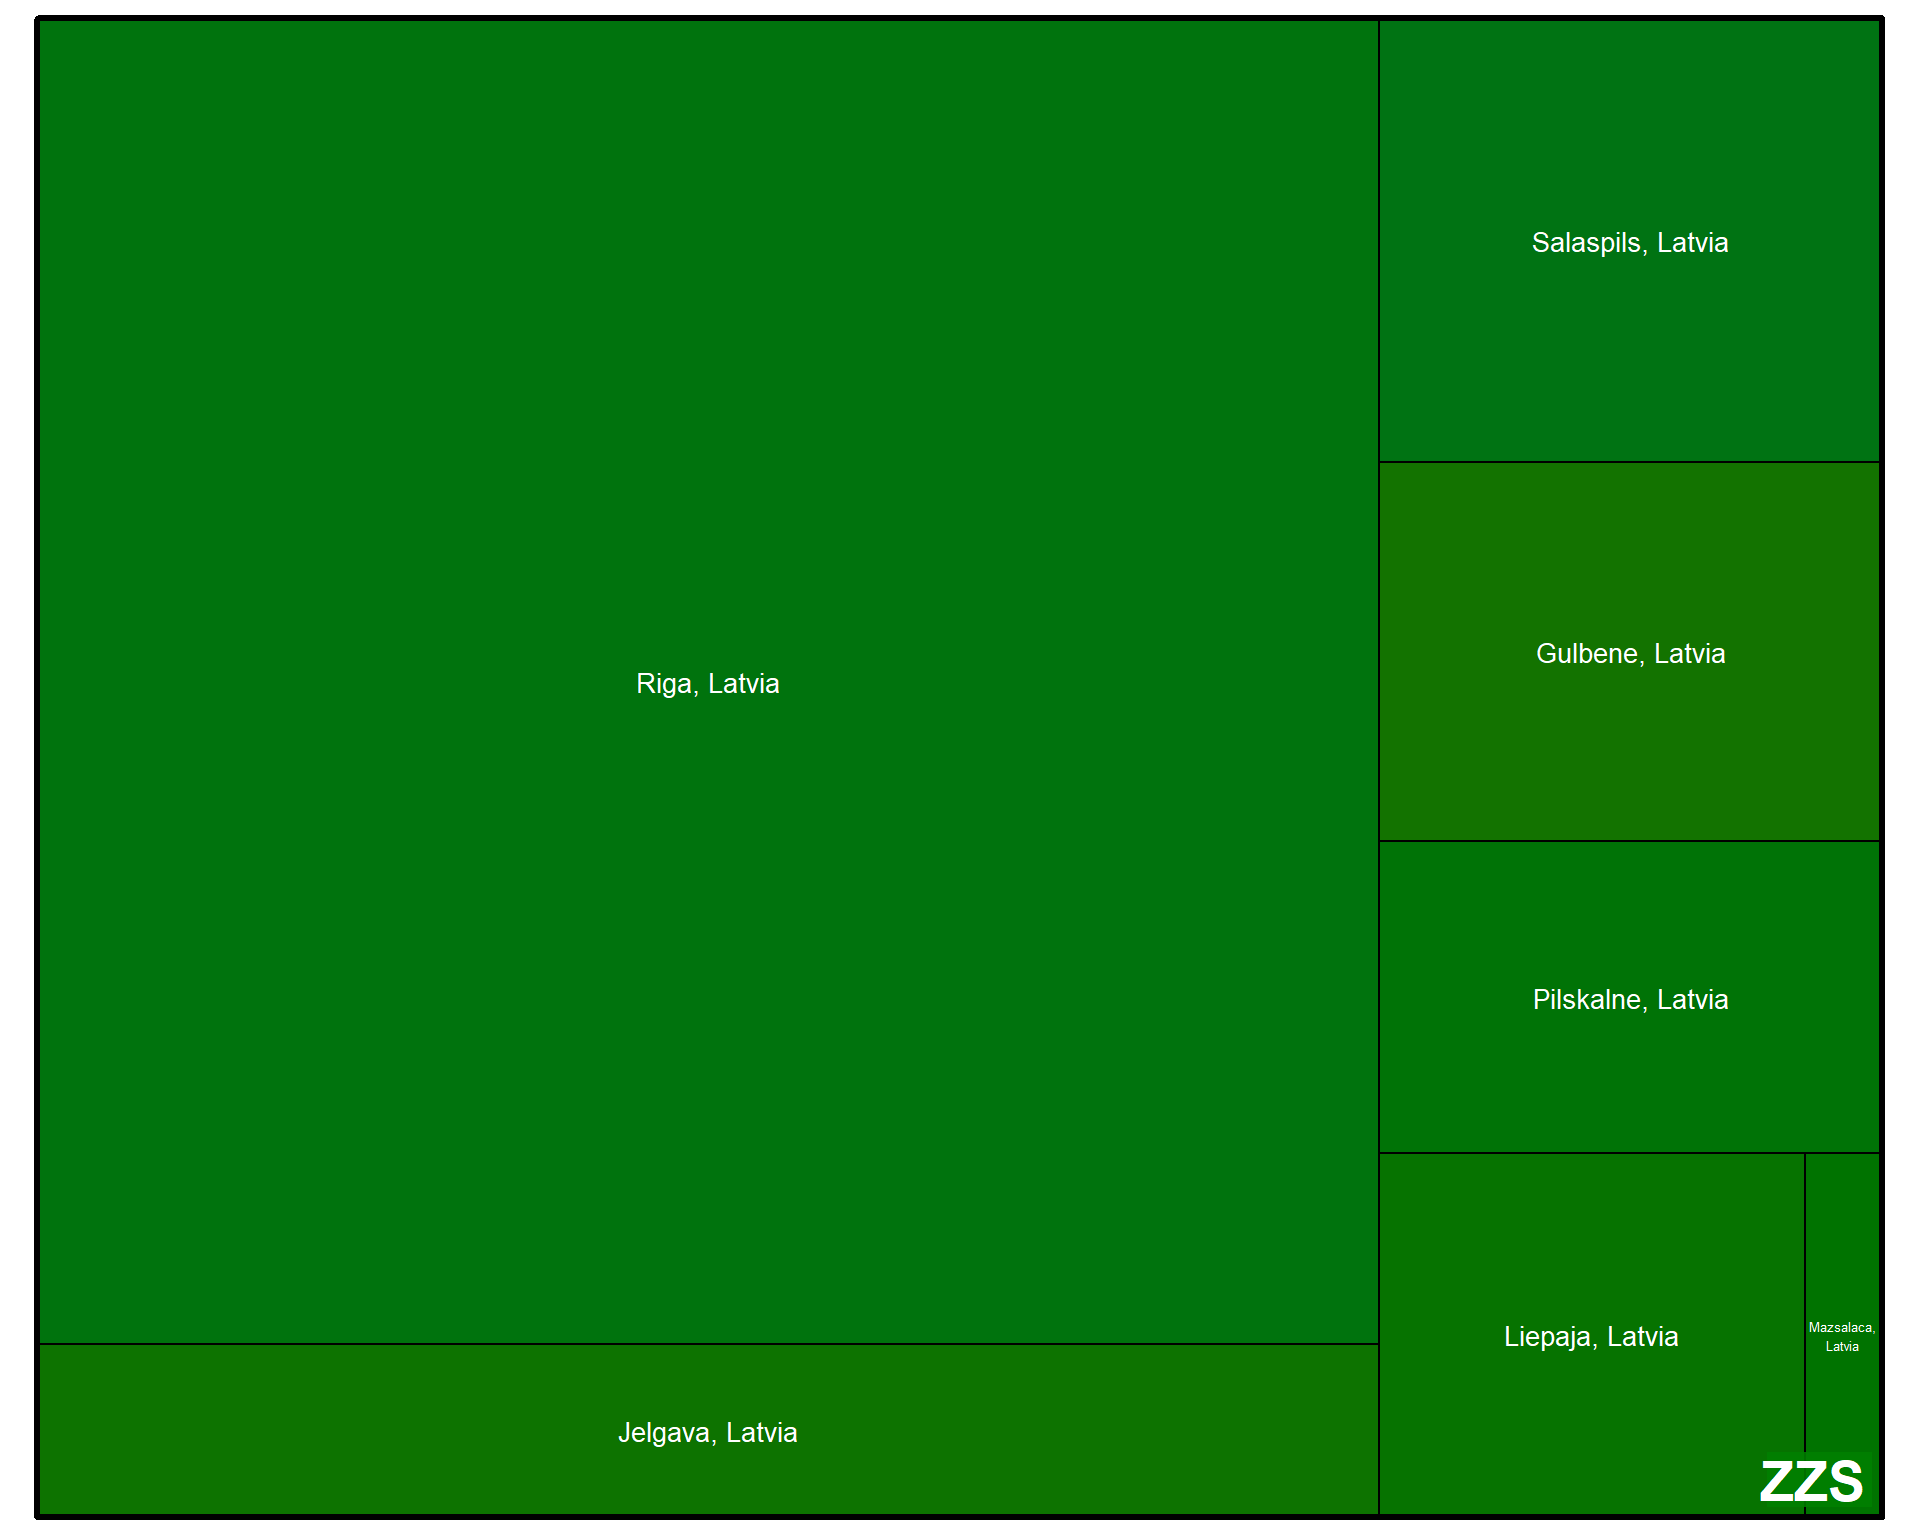 Salaspils, Latvia
Gulbene, Latvia
Riga, Latvia
Pilskalne, Latvia
Liepaja, Latvia
Mazsalaca,
Latvia
Jelgava, Latvia
ZZS